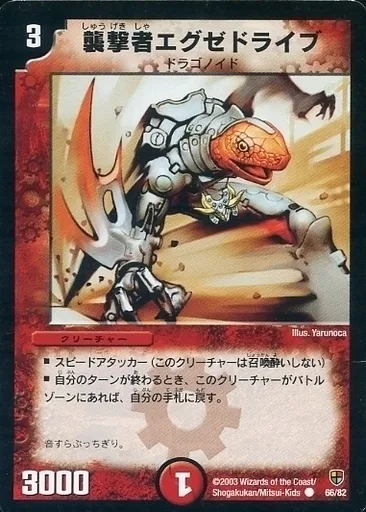 しゅう げき しゃ
3 襲撃者エグゼドライブ
ドラゴノイド
Illus. Yarunoca
クリーチャー
■ スピードアタッカー(このクリーチャーは召喚酔いしない)
■ 自分のターンが終わるとき、このクリーチャーがバトル
ゾーンにあれば、自分の手札に戻す。
音すらぶっちぎり。
3000
1
©2003 Wizards of the Coast/
Shogakukan/Mitsui-Kids ● 66/82